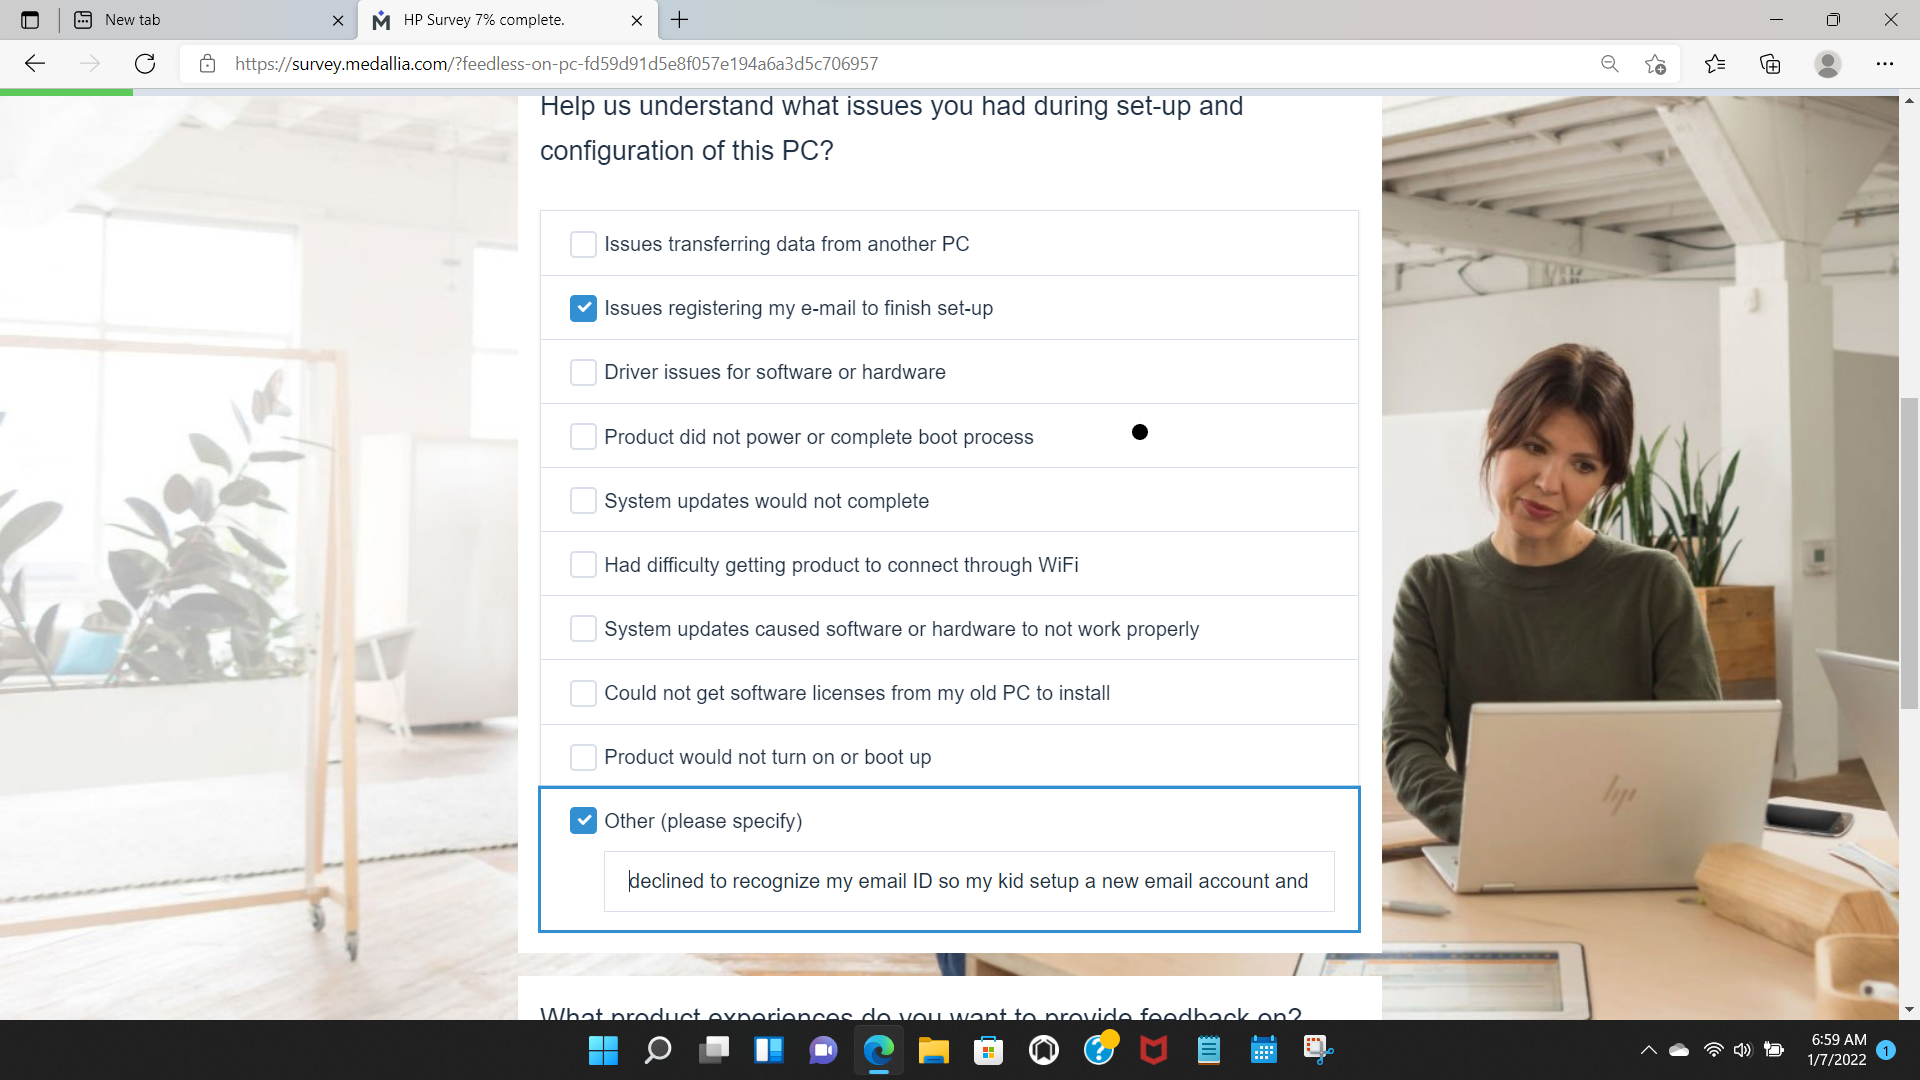 New tab
HP Survey 7% complete.
https://survey.medallia.com/?feedless-on-pc-fd59d91d5e8f057e194a6a3d5c706957
Help us understand what issues you had during set-up and
configuration of this PC?
Issues transferring data from another PC
Issues registering my e-mail to finish set-up
Driver issues for software or hardware
Product did not power or complete boot process
System updates would not complete
Had difficulty getting product to connect through WiFi
System updates caused software or hardware to not work properly
Could not get software licenses from my old PC to install
Product would not turn on or boot up
Other (please specify)
declined to recognize my email ID so my kid setup a new email account and
What product experiences do you want to provide feedback on?
hp
6:59 AM
1/7/2022
1